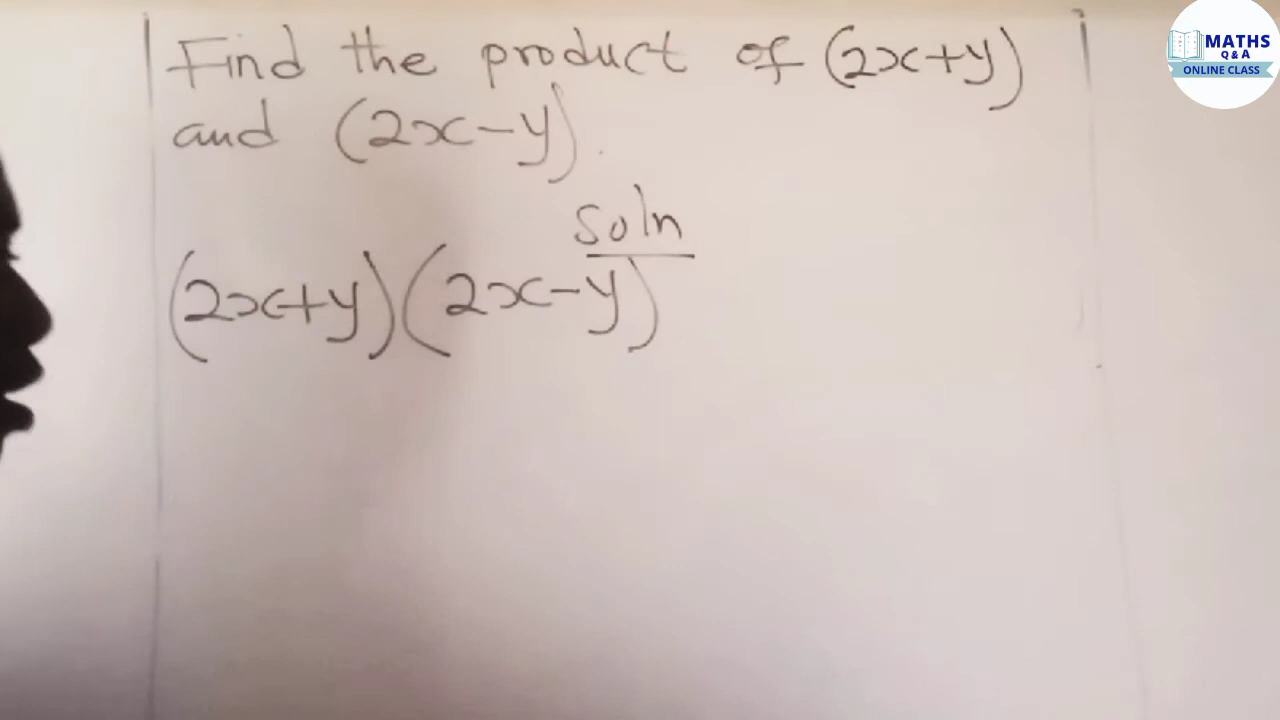 Find the product of (2x+y)
and (2x-y).
soln
(2x+y)(2x-y)
MATHS
Q & A
ONLINE CLASS